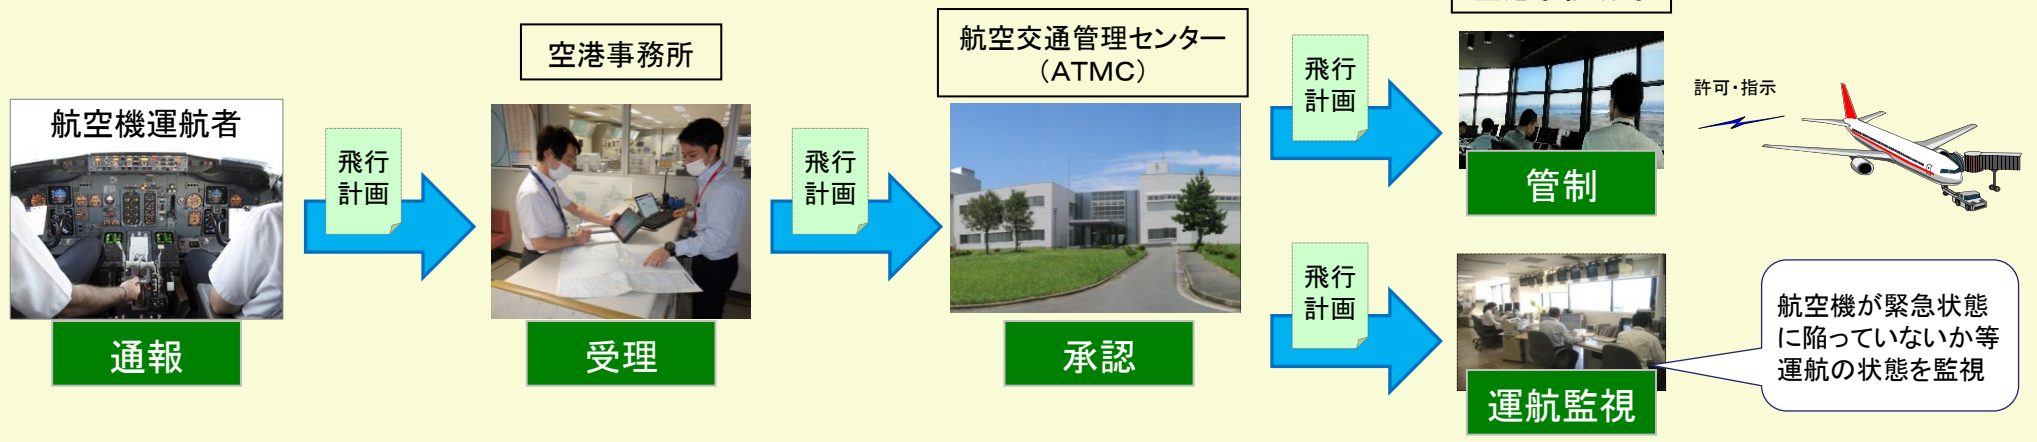 航空機運航者
通報
飛行
計画
空港事務所
受理
飛行
計画
航空交通管理センター
（ATMC）
承認
飛行
計画
管制
許可・指示
飛行
計画
運航監視
航空機が緊急状態
に陥っていないか等
運航の状態を監視